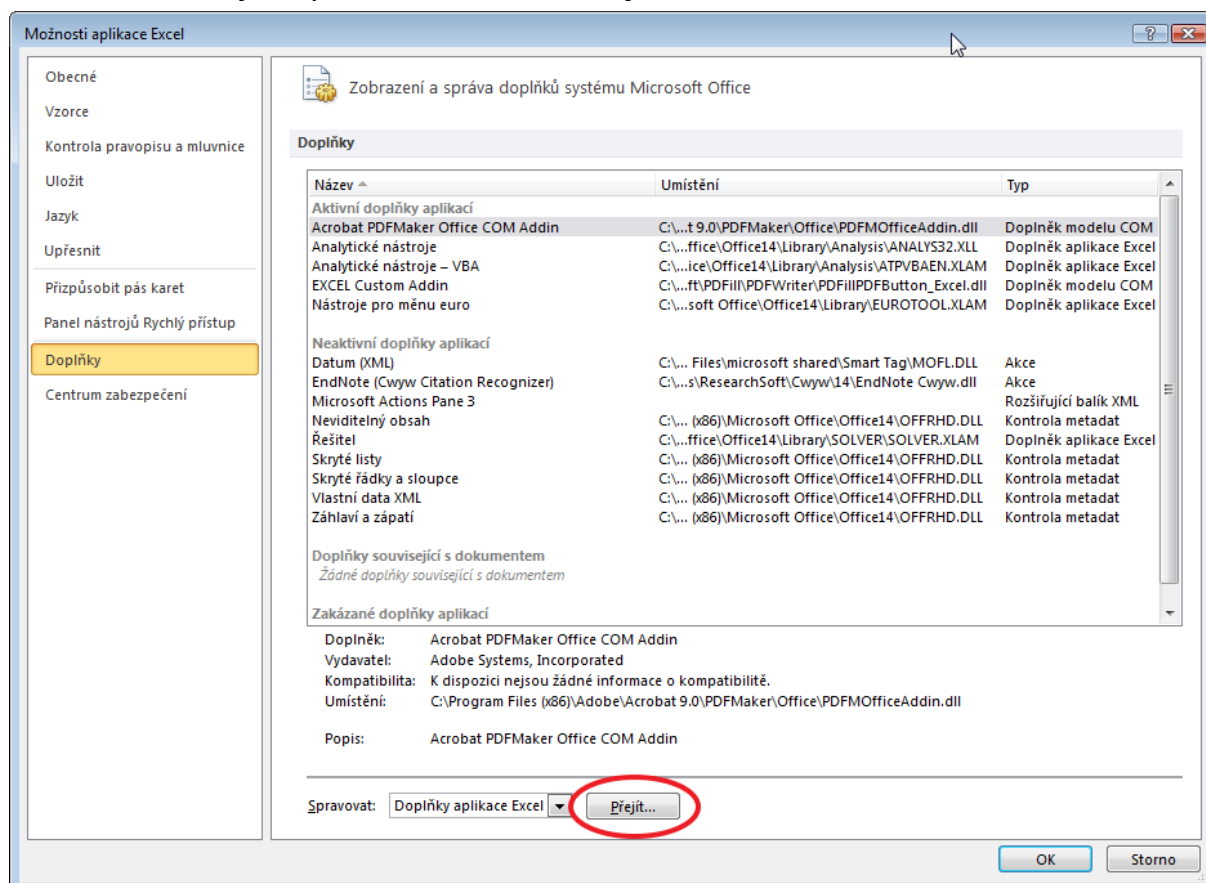 Možnosti aplikace Excel
Obecné
Vzorce
Kontrola pravopisu a mluvnice
Uložit
Jazyk
Upřesnit
Přizpůsobit pás karet
Panel nástrojů Rychlý přístup
Doplňky
Centrum zabezpečení
Zobrazení a správa doplňků systému Microsoft Office
Doplňky
Název Umístění Typ
Aktivní doplňky aplikací
Acrobat PDFMaker Office COM Addin C:\...t 9.0\PDFMaker\Office\PDFMOfficeAddin.dll Doplněk modelu COM
Analytické nástroje C:\...ffice\Office14\Library\Analysis\ANALYS32.XLL Doplněk aplikace Excel
Analytické nástroje – VBA C:\...ice\Office14\Library\Analysis\ATPVBAEN.XLAM Doplněk aplikace Excel
EXCEL Custom Addin C:\...ft\PDFill\PDFWriter\PDFillPDFButton_Excel.dll Doplněk modelu COM
Nástroje pro měnu euro C:\...soft Office\Office14\Library\EUROTOOL.XLAM Doplněk aplikace Excel
Neaktivní doplňky aplikací
Datum (XML) C:\... Files\microsoft shared\Smart Tag\MOFL.DLL Akce
EndNote (Cwyw Citation Recognizer) C:\...s\ResearchSoft\Cwyw\14\EndNote Cwyw.dll Akce
Microsoft Actions Pane 3 Rozšiřující balík XML
Neviditelný obsah C:\... (x86)\Microsoft Office\Office14\OFFRHD.DLL Kontrola metadat
Řešitel C:\...ffice\Office14\Library\SOLVER\SOLVER.XLAM Doplněk aplikace Excel
Skryté listy C:\... (x86)\Microsoft Office\Office14\OFFRHD.DLL Kontrola metadat
Skryté řádky a sloupce C:\... (x86)\Microsoft Office\Office14\OFFRHD.DLL Kontrola metadat
Vlastní data XML C:\... (x86)\Microsoft Office\Office14\OFFRHD.DLL Kontrola metadat
Záhlaví a zápatí C:\... (x86)\Microsoft Office\Office14\OFFRHD.DLL Kontrola metadat
Doplňky související s dokumentem
Žádné doplňky související s dokumentem
Zakázané doplňky aplikací
Doplněk: Acrobat PDFMaker Office COM Addin
Vydavatel: Adobe Systems, Incorporated
Kompatibilita: K dispozici nejsou žádné informace o kompatibilitě.
Umístění: C:\Program Files (x86)\Adobe\Acrobat 9.0\PDFMaker\Office\PDFMOfficeAddin.dll
Popis: Acrobat PDFMaker Office COM Addin
Spravovat: Doplňky aplikace Excel Přejít...
OK Storno